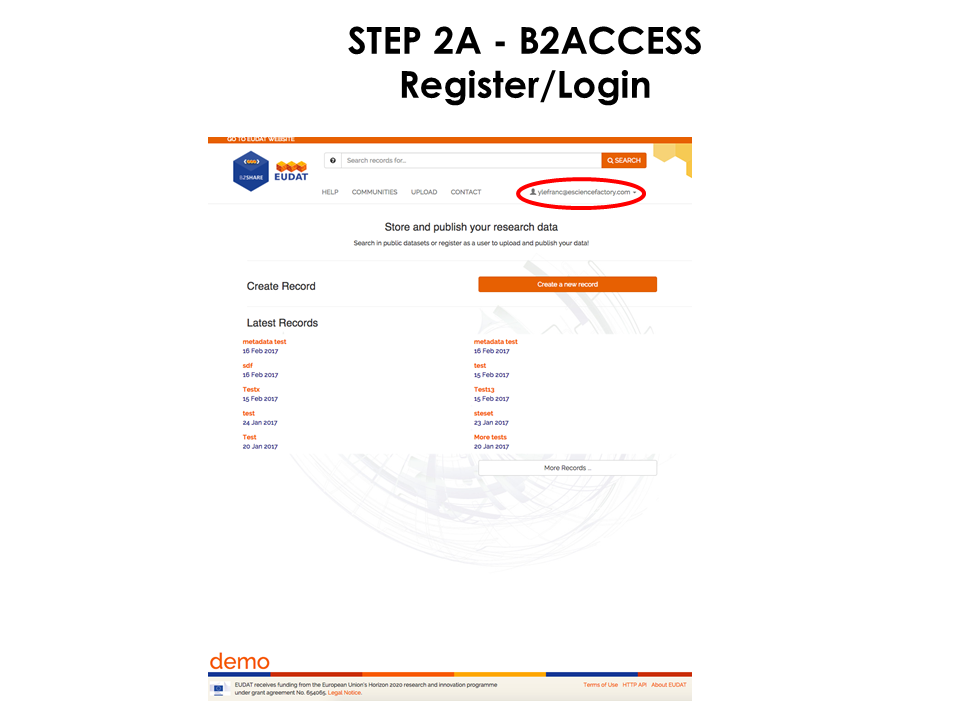 STEP 2A - B2ACCESS
Register/Login
GO TO EUDAT WEBSITE
B2SHARE
EUDAT
Search records for...
SEARCH
HELP COMMUNITIES UPLOAD CONTACT
ylefranc@esciencefactory.com
Store and publish your research data
Search in public datasets or register as a user to upload and publish your data!
Create Record
Create a new record
Latest Records
metadata test
16 Feb 2017
sdf
16 Feb 2017
Testx
15 Feb 2017
test
24 Jan 2017
Test
20 Jan 2017
metadata test
16 Feb 2017
test
15 Feb 2017
Test13
15 Feb 2017
steset
23 Jan 2017
More tests
20 Jan 2017
More Records ...
demo
EUDAT receives funding from the European Union's Horizon 2020 research and innovation programme
under grant agreement No. 654065. Legal Notice.
Terms of Use HTTP API About EUDAT